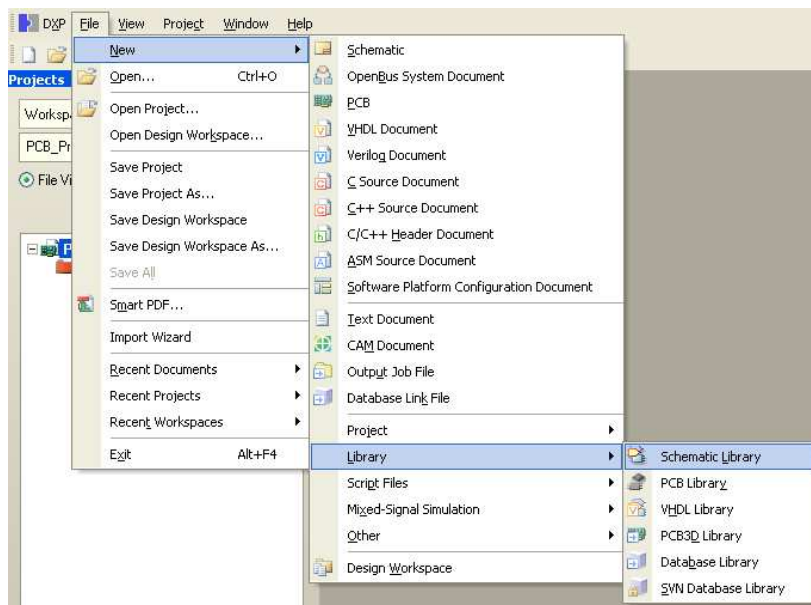 DXP File View Project Window Help
Projects
Worksp
PCB_Pr
File Vi
P
New
Open... Ctrl+O
Open Project...
Open Design Workspace...
Save Project
Save Project As...
Save Design Workspace
Save Design Workspace As...
Save All
Smart PDF...
Import Wizard
Recent Documents
Recent Projects
Recent Workspaces
Exit Alt+F4
Schematic
OpenBus System Document
PCB
VHDL Document
Verilog Document
C Source Document
C++ Source Document
C/C++ Header Document
ASM Source Document
Software Platform Configuration Document
Text Document
CAM Document
Output Job File
Database Link File
Project
Library
Script Files
Mixed-Signal Simulation
Other
Design Workspace
Schematic Library
PCB Library
VHDL Library
PCB3D Library
Database Library
SVN Database Library